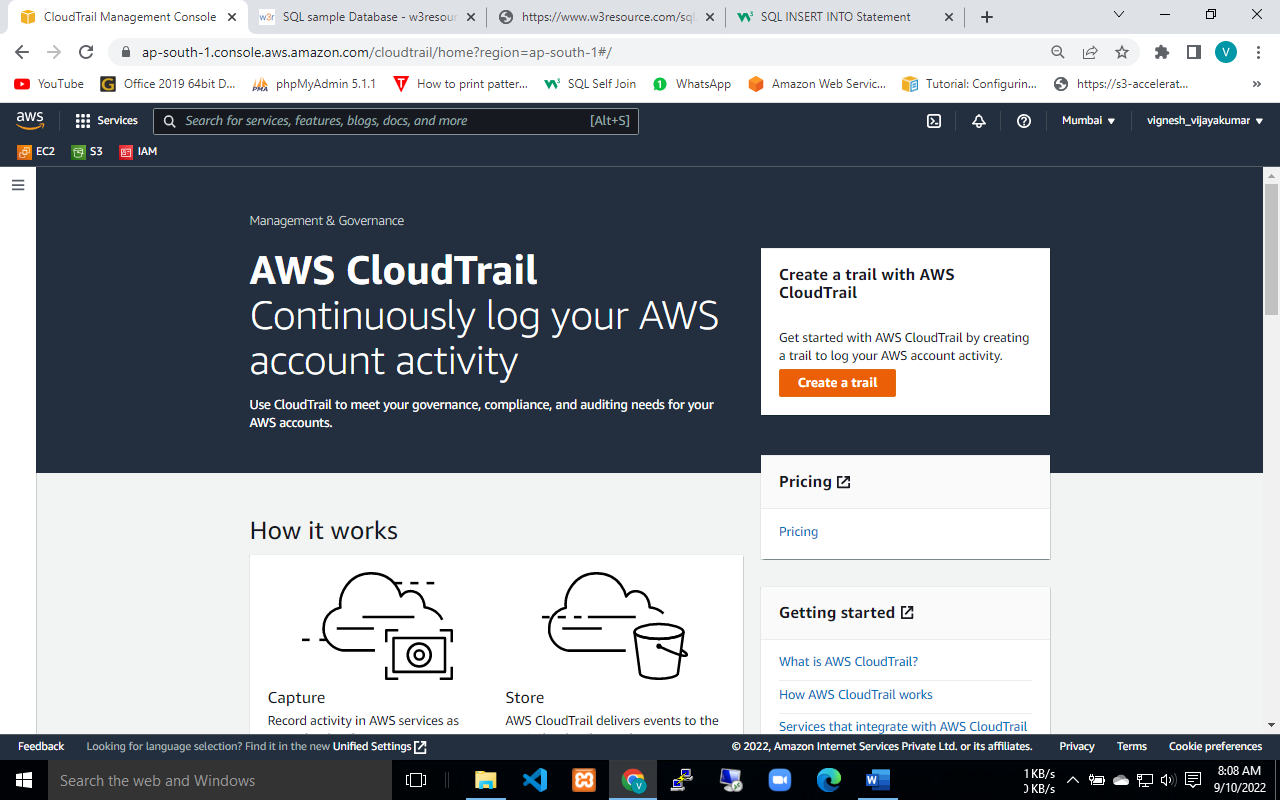 CloudTrail Management Console
SQL sample Database - w3resour
https://www.w3resource.com/sql
SQL INSERT INTO Statement
ap-south-1.console.aws.amazon.com/cloudtrail/home?region=ap-south-1#/
V
YouTube
Office 2019 64bit D...
phpMyAdmin 5.1.1
How to print patter...
SQL Self Join
WhatsApp
Amazon Web Servic...
Tutorial: Configurin...
https://s3-accelerat...
aws
Services
Search for services, features, blogs, docs, and more
[Alt+S]
Mumbai
vignesh_vijayakumar
EC2
S3
IAM
Management & Governance
AWS CloudTrail
Continuously log your AWS
account activity
Use CloudTrail to meet your governance, compliance, and auditing needs for your
AWS accounts.
Create a trail with AWS
CloudTrail
Get started with AWS CloudTrail by creating
a trail to log your AWS account activity.
Create a trail
Pricing
Pricing
How it works
Capture
Record activity in AWS services as
Store
AWS CloudTrail delivers events to the
Getting started
What is AWS CloudTrail?
How AWS CloudTrail works
Services that integrate with AWS CloudTrail
Feedback
Looking for language selection? Find it in the new Unified Settings
© 2022, Amazon Internet Services Private Ltd. or its affiliates.
Privacy
Terms
Cookie preferences
Search the web and Windows
1 KB/s
0 KB/s
8:08 AM
9/10/2022